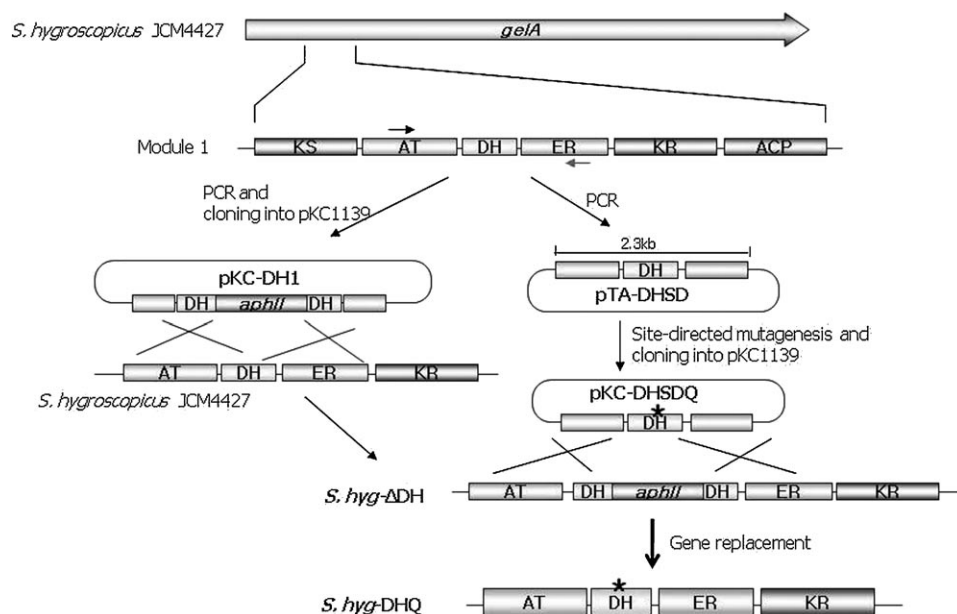 S. hygroscopicus JCM4427
gelA
Module 1
KS AT DH ER KR ACP
PCR and
cloning into pKC1139
PCR
2.3kb
pKC-DH1
DH aphII DH
DH
pTA-DHSD
Site-directed mutagenesis and
cloning into pKC1139
AT DH ER KR
S. hygroscopicus JCM4427
pKC-DHSDQ
*
DH
S. hyg-ΔDH
AT DH aphII DH ER KR
Gene replacement
S. hyg-DHQ
*
AT DH ER KR